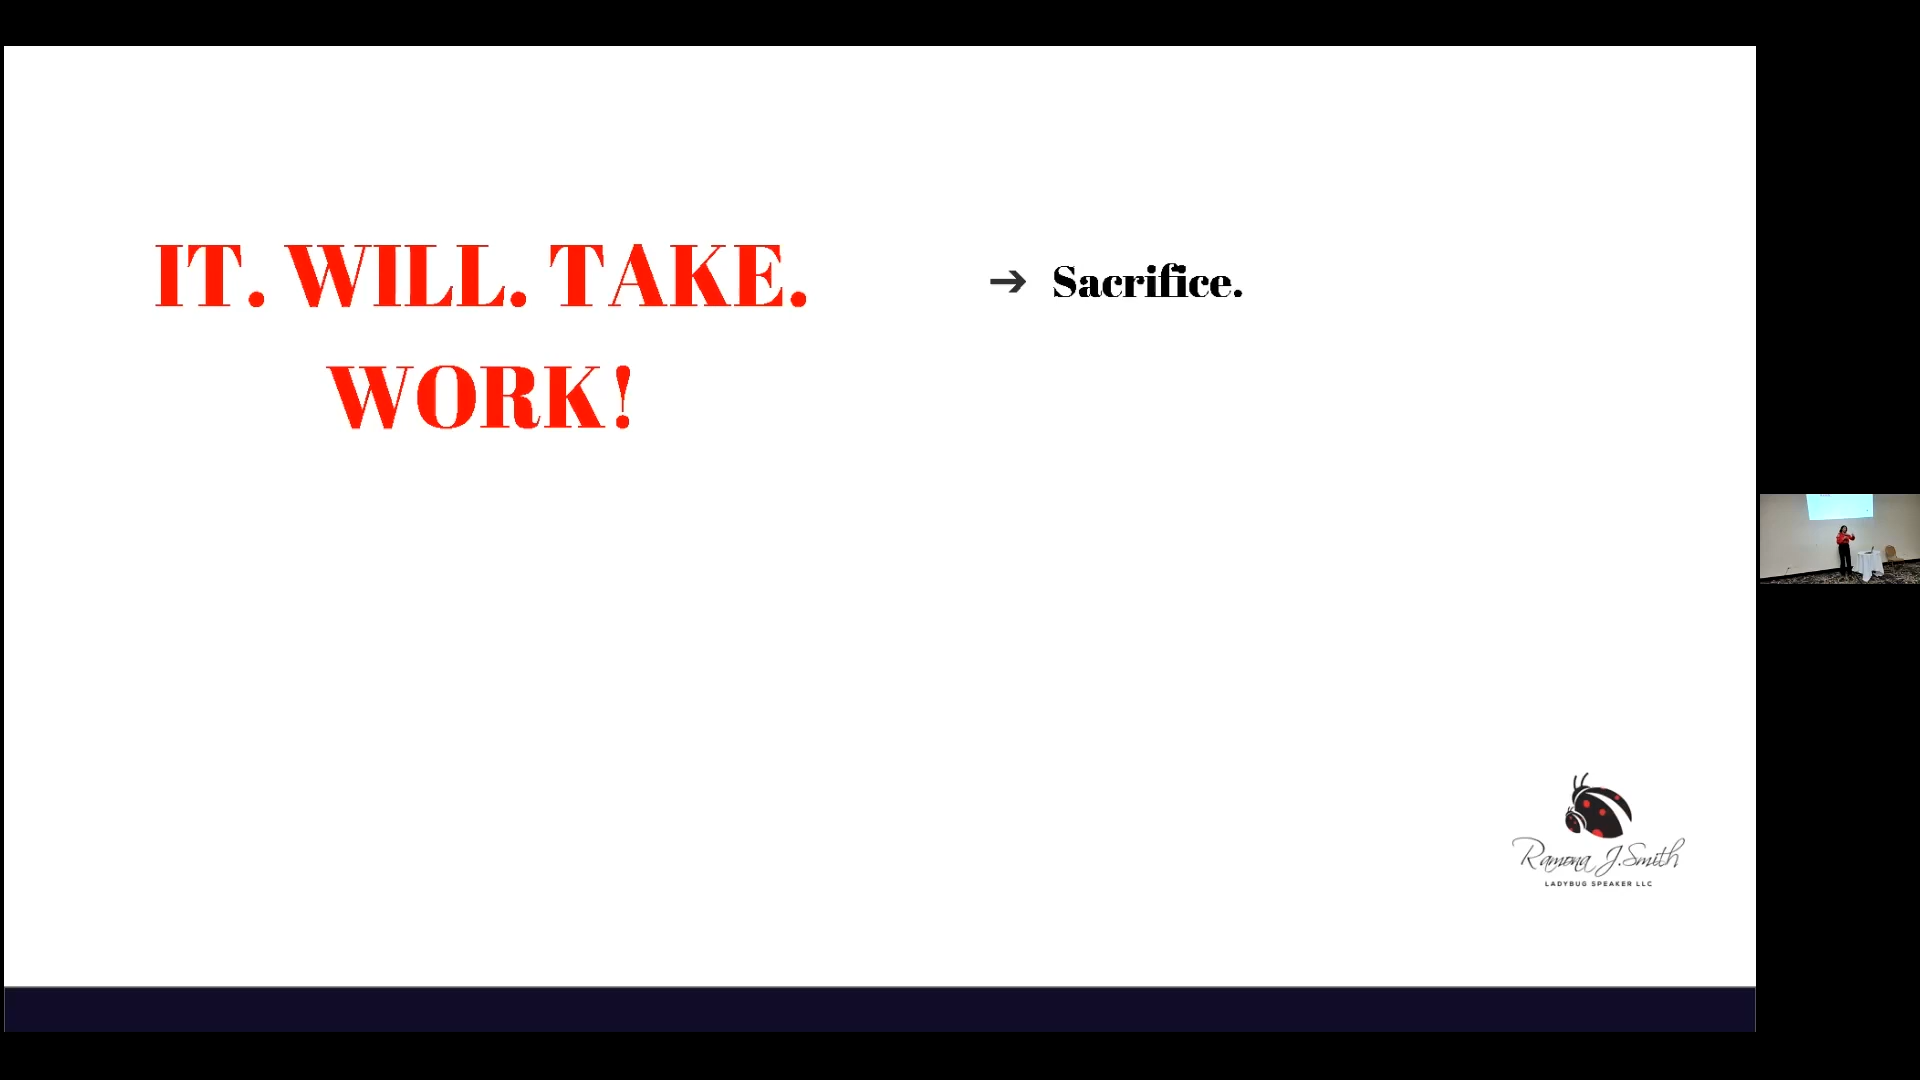 IT. WILL. TAKE.
WORK!
➔ Sacrifice.
Ramona J.Smith
LADYBUG SPEAKER LLC